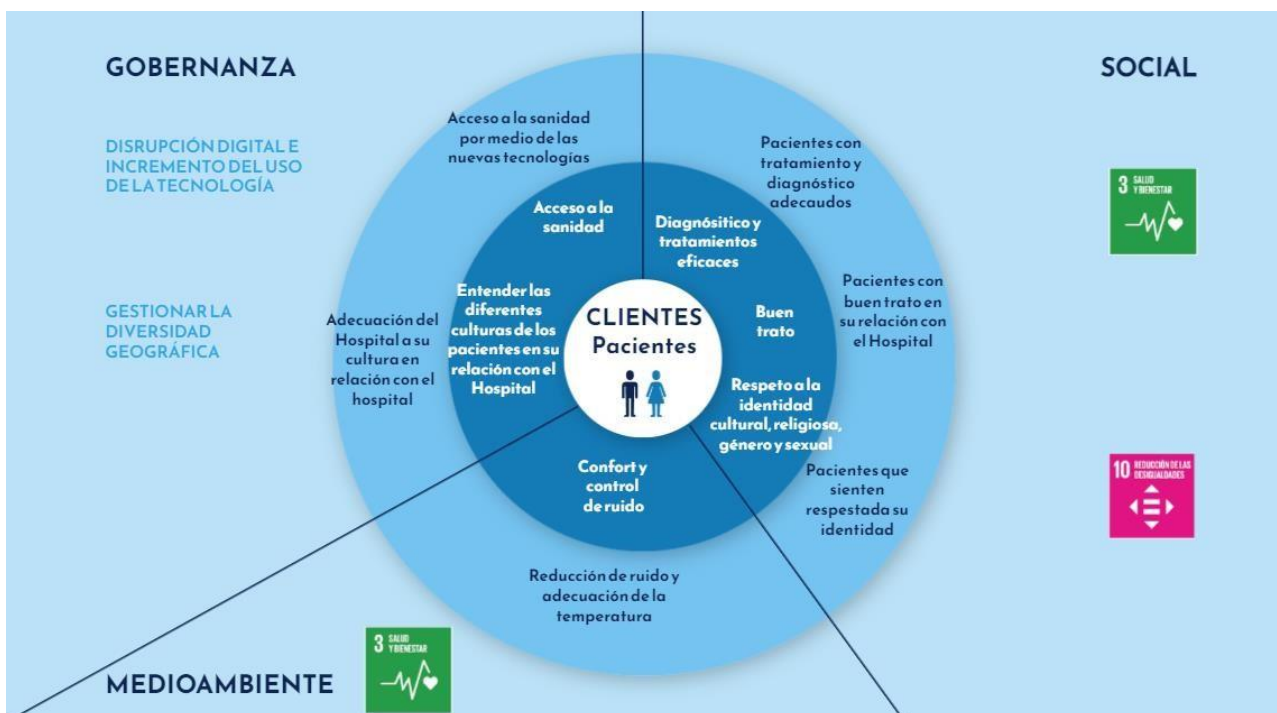 GOBERNANZA
DISRUPCIÓN DIGITAL E
INCREMENTO DEL USO
DE LA TECNOLOGÍA
GESTIONAR LA
DIVERSIDAD
GEOGRÁFICA
Acceso a la sanidad
por medio de las
nuevas tecnologías
Adecuación del
Hospital a su
cultura en
relación con el
hospital
Acceso a la
sanidad
Entender las
diferentes
culturas de los
pacientes en su
relación con el
Hospital
CLIENTES
Pacientes
Diagnósitico y
tratamientos
eficaces
Buen
trato
Respeto a la
identidad
cultural, religiosa,
género y sexual
Confort y
control
de ruido
SOCIAL
Pacientes con
tratamiento y
diagnóstico
adecaudos
Pacientes con
buen trato en
su relación con
el Hospital
Pacientes que
sienten
respestada su
identidad
3 SALUD
Y BIENESTAR
10 REDUCCIÓN DE LAS
DESIGUALDADES
Reducción de ruido y
adecuación de la
temperatura
MEDIOAMBIENTE
3 SALUD
Y BIENESTAR